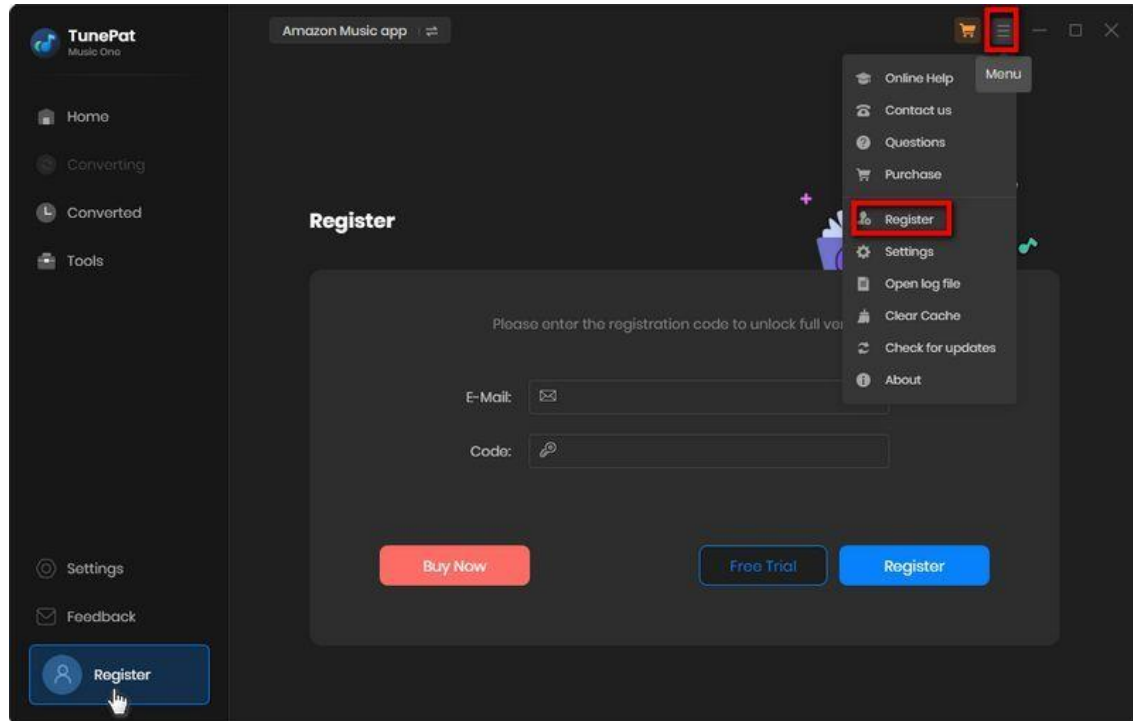 TunePat
Music One
Amazon Music app
Menu
Online Help
Contact us
Questions
Purchase
Register
Settings
Open log file
Clear Cache
Check for updates
About
Home
Converting
Converted
Tools
Register
Please enter the registration code to unlock full
E-Mail:
Code:
Buy Now
Free Trial
Register
Settings
Feedback
Register